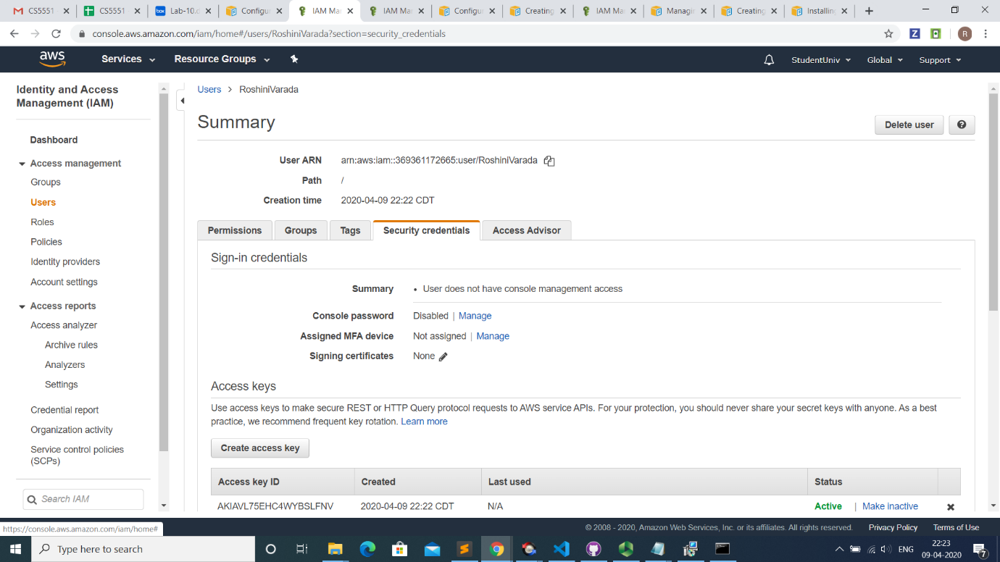 CS5551
CS5551
Lab-10.d
Configur
IAM Man
IAM Man
Configur
Creating
IAM Man
Managin
Creating
Installing
console.aws.amazon.com/iam/home#/users/RoshiniVarada?section=security_credentials
Z
R
aws
Services
Resource Groups
StudentUniv
Global
Support
Identity and Access
Management (IAM)
Dashboard
Access management
Groups
Users
Roles
Policies
Identity providers
Account settings
Access reports
Access analyzer
Archive rules
Analyzers
Settings
Credential report
Organization activity
Service control policies
(SCPs)
Search IAM
Users > RoshiniVarada
Summary
Delete user
User ARN arn:aws:iam::369361172665:user/RoshiniVarada
Path /
Creation time 2020-04-09 22:22 CDT
Permissions Groups Tags Security credentials Access Advisor
Sign-in credentials
Summary • User does not have console management access
Console password Disabled | Manage
Assigned MFA device Not assigned | Manage
Signing certificates None
Access keys
Use access keys to make secure REST or HTTP Query protocol requests to AWS service APIs. For your protection, you should never share your secret keys with anyone. As a best
practice, we recommend frequent key rotation. Learn more
Create access key
Access key ID Created Last used Status
AKIAVL75EHC4WYBSLFNV 2020-04-09 22:22 CDT N/A Active | Make inactive
https://console.aws.amazon.com/iam/home#
© 2008 - 2020, Amazon Web Services, Inc. or its affiliates. All rights reserved. Privacy Policy Terms of Use
Type here to search
ENG
22:23
09-04-2020
7